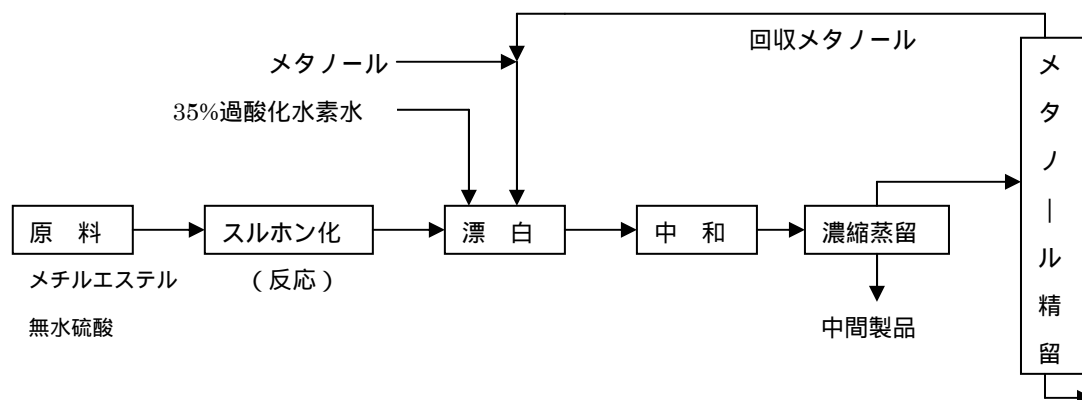 回収メタノール
メタノール
35%過酸化水素水
原 料
スルホン化
漂 白
中 和
濃縮蒸留
メタノール精留
メチルエステル
(反応)
無水硫酸
中間製品